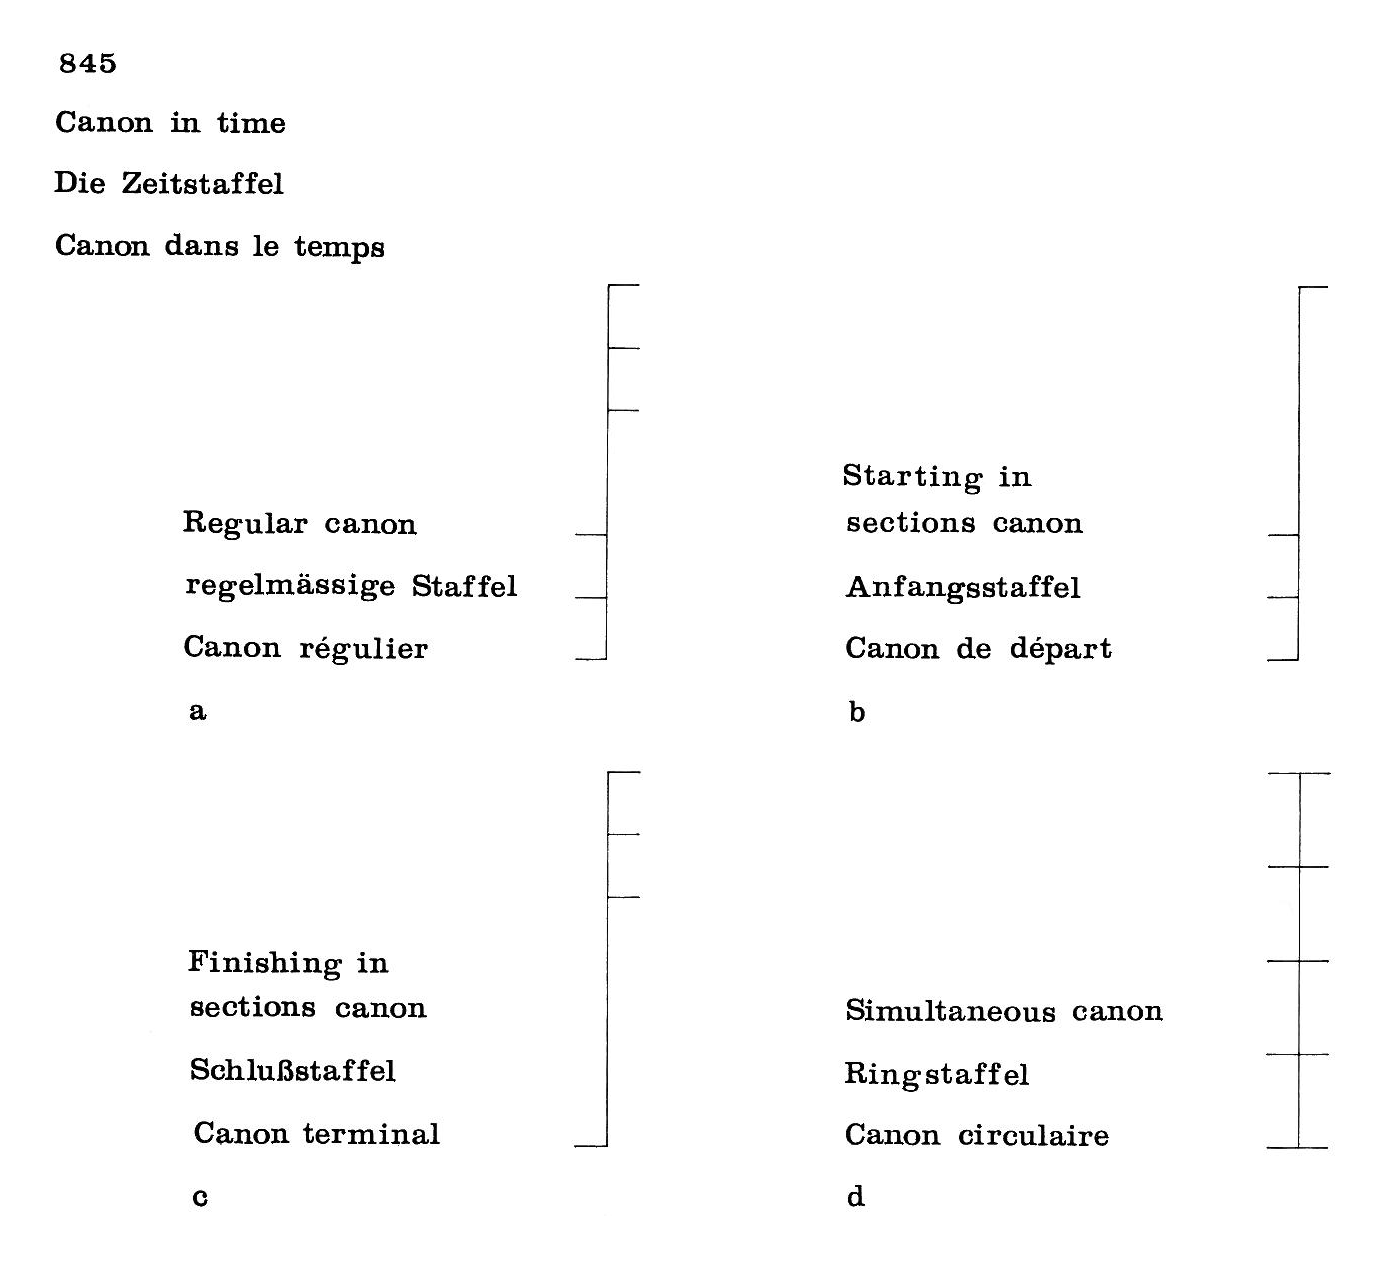 845
Canon in time
Die Zeitstaffel
Canon dans le temps
Regular canon
regelmässige Staffel
Canon régulier
a
Starting in
sections canon
Anfangsstaffel
Canon de départ
b
Finishing in
sections canon
Schlußstaffel
Canon terminal
c
Simultaneous canon
Ringstaffel
Canon circulaire
d